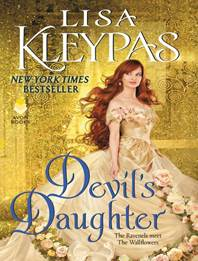 LISA
KLEYPAS
NEW YORK TIMES
BESTSELLER
AVON
BOOKS
Devil's
Daughter
The Ravenels meet
The Wallflowers